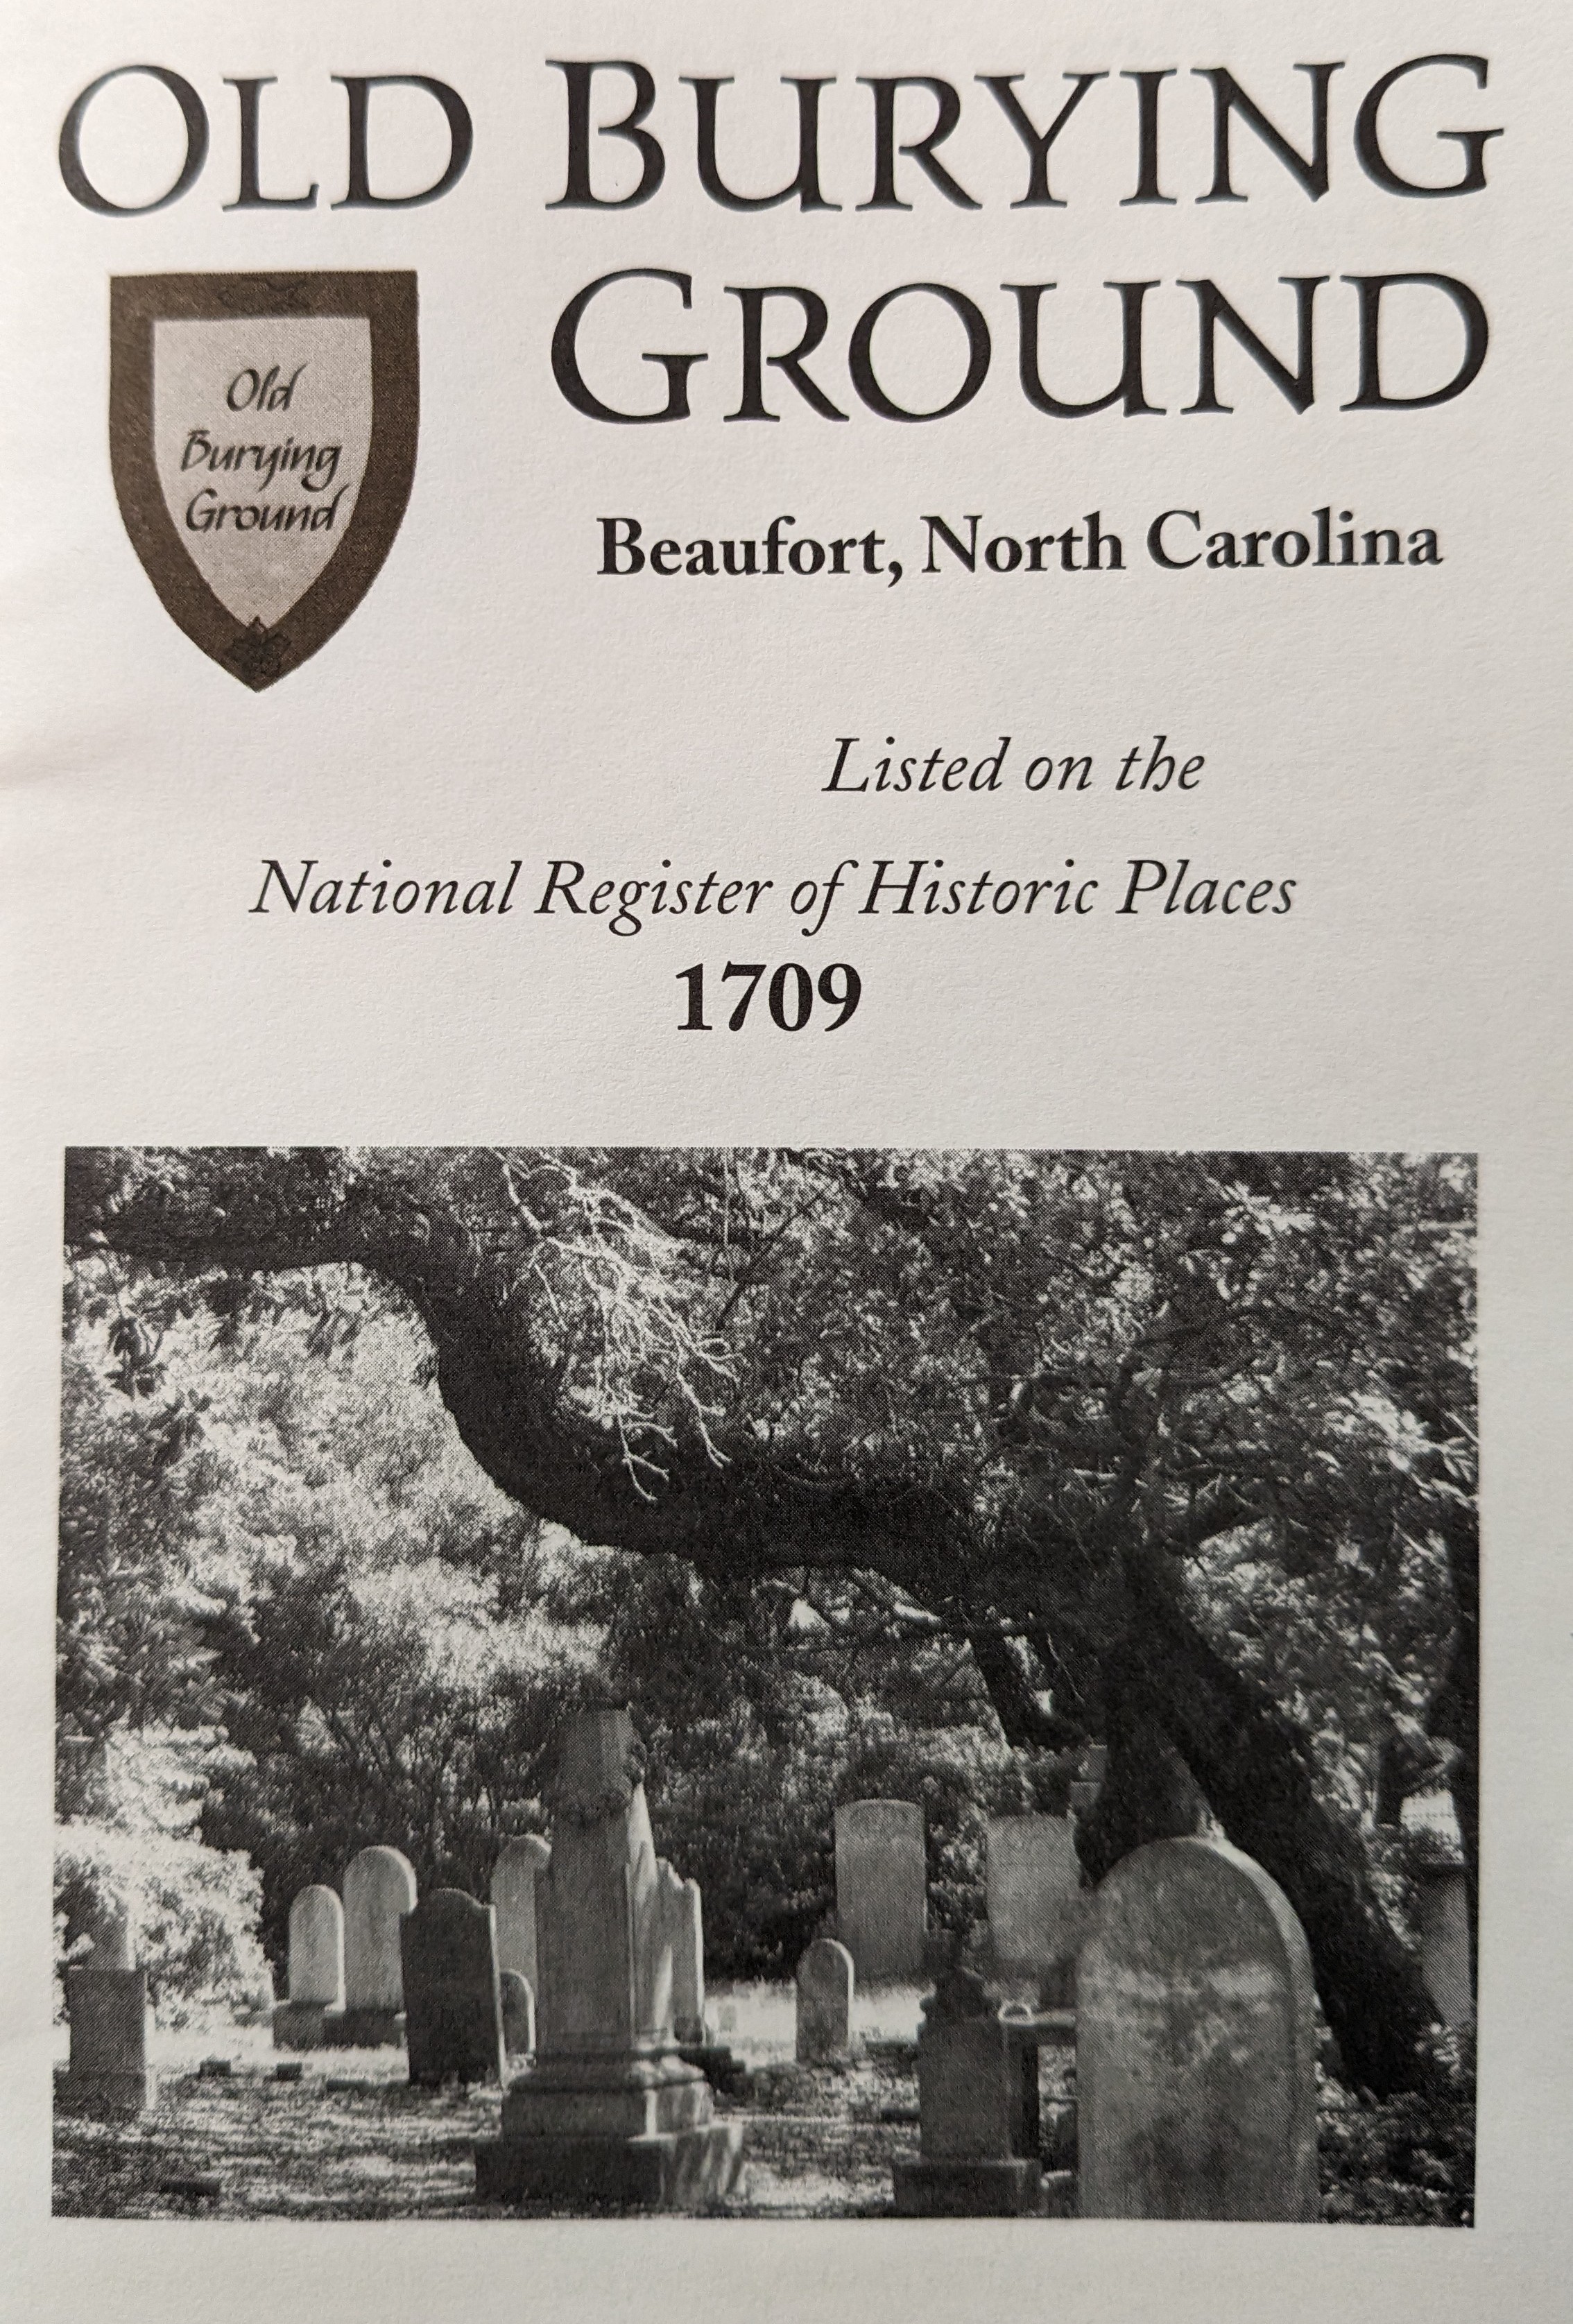 OLD BURYING
GROUND
Old
Burying
Ground
Beaufort, North Carolina
Listed on the
National Register of Historic Places
1709